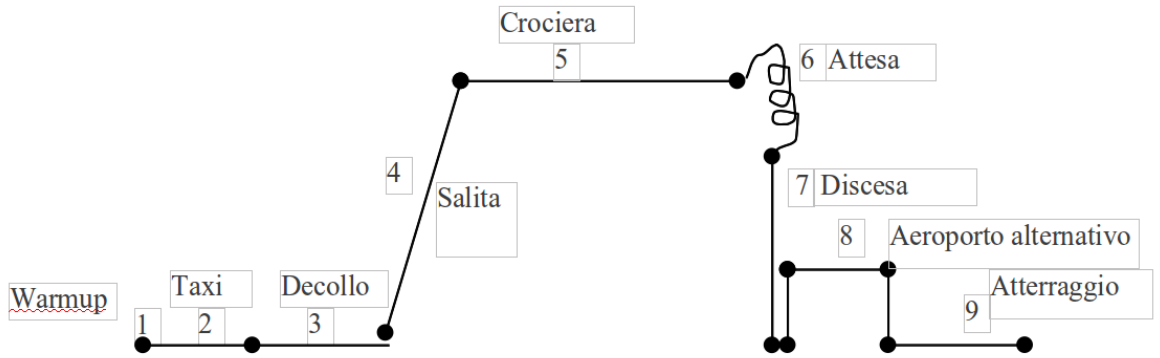 Crociera
5
6 Attesa
4
Salita
7 Discesa
8 Aeroporto alternativo
Warmup
Taxi
Decollo
Atterraggio
1
2
3
9